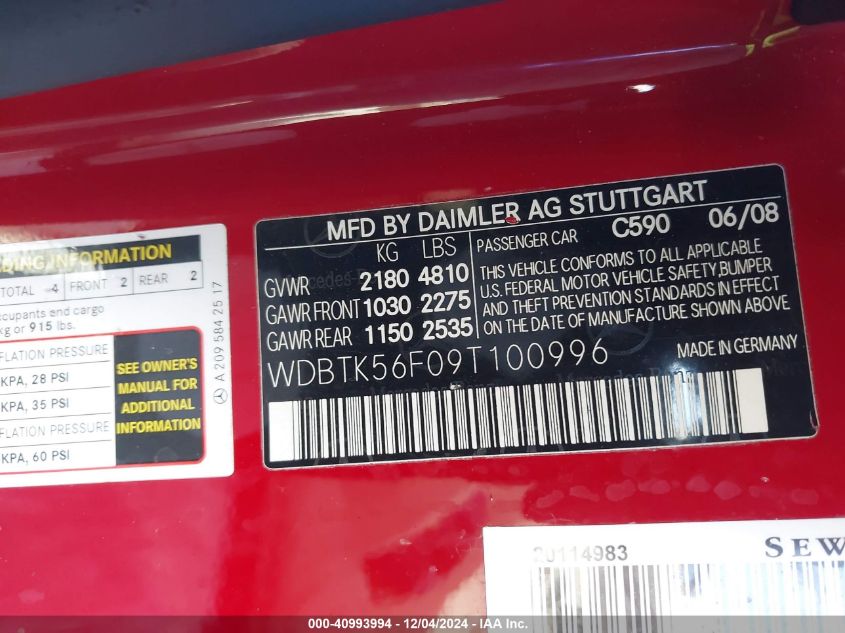 MFD BY DAIMLER AG STUTTGART
C590 06/08
KG LBS
GVWR 2180 4810
GAWR FRONT 1030 2275
GAWR REAR 1150 2535
PASSENGER CAR
THIS VEHICLE CONFORMS TO ALL APPLICABLE
U.S. FEDERAL MOTOR VEHICLE SAFETY, BUMPER
AND THEFT PREVENTION STANDARDS IN EFFECT
ON THE DATE OF MANUFACTURE SHOWN ABOVE.
WDBTK56F09T100996
MADE IN GERMANY
INFORMATION
TOTAL 4 FRONT 2 REAR 2
and cargo
kg or 915 lbs.
PRESSURE
KPA, 28 PSI
KPA, 35 PSI
PRESSURE
KPA, 60 PSI
SEE OWNER'S
MANUAL FOR
ADDITIONAL
INFORMATION
A 209 584 25 17
20114983
000-40993994 - 12/04/2024 - IAA Inc.